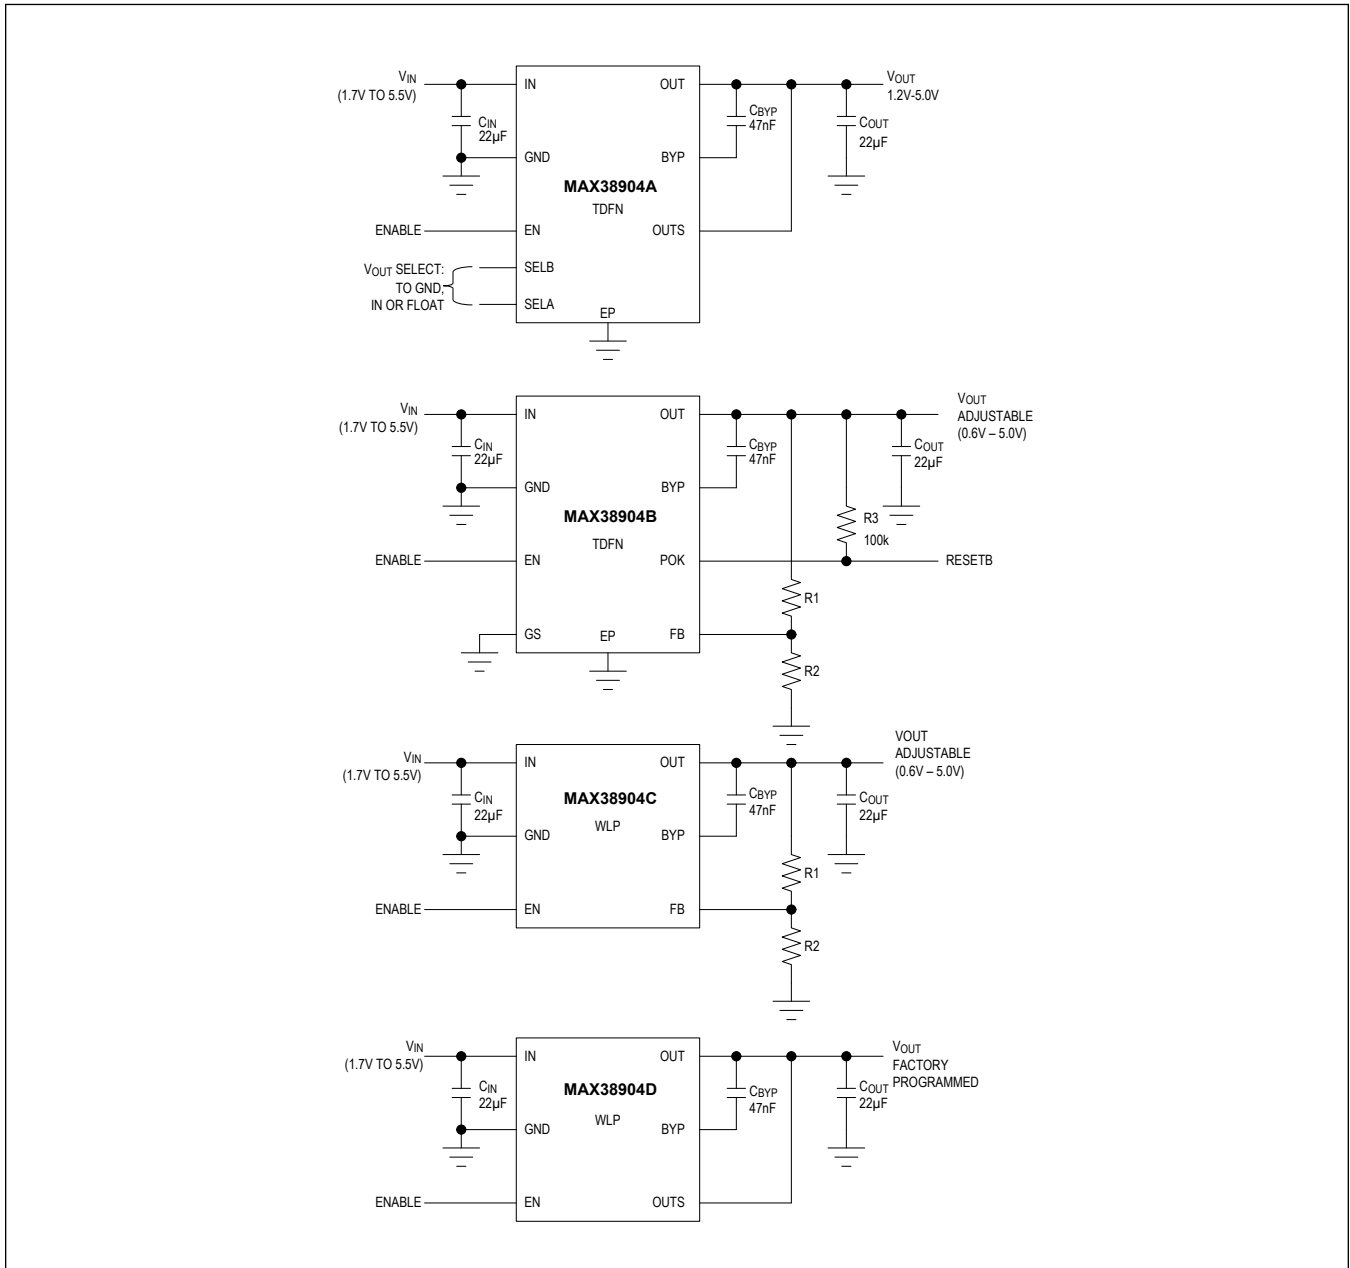 VIN
(1.7V TO 5.5V)
CIN
22µF
IN
GND
EN
SELB
SELA
ENABLE
VOUT SELECT:
TO GND,
IN OR FLOAT
MAX38904A
TDFN
EP
OUT
BYP
OUTS
CBYP
47nF
COUT
22µF
VOUT
1.2V-5.0V
VIN
(1.7V TO 5.5V)
CIN
22µF
IN
GND
EN
GS
ENABLE
MAX38904B
TDFN
EP
OUT
BYP
POK
FB
CBYP
47nF
R1
R2
R3
100k
COUT
22µF
VOUT
ADJUSTABLE
(0.6V – 5.0V)
RESETB
VIN
(1.7V TO 5.5V)
CIN
22µF
IN
GND
EN
ENABLE
MAX38904C
WLP
OUT
BYP
FB
CBYP
47nF
R1
R2
COUT
22µF
VOUT
ADJUSTABLE
(0.6V – 5.0V)
VIN
(1.7V TO 5.5V)
CIN
22µF
IN
GND
EN
ENABLE
MAX38904D
WLP
OUT
BYP
OUTS
CBYP
47nF
COUT
22µF
VOUT
FACTORY
PROGRAMMED